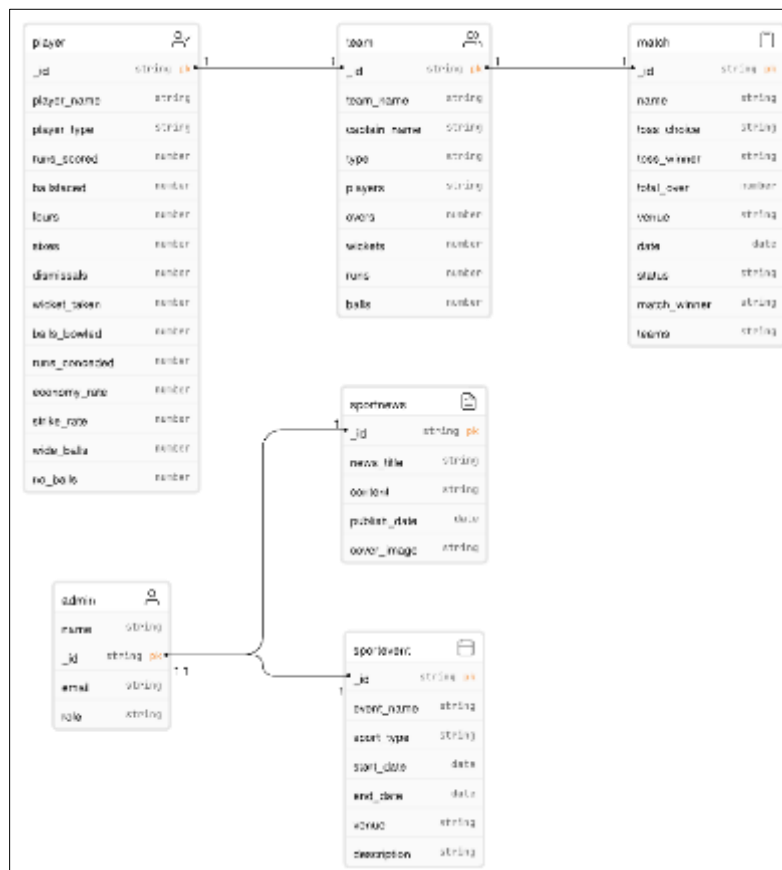 player
_id string pk
player_name string
player_type string
runs_scored number
ballsfaced number
fours number
sixes number
dismissals number
wicket_taken number
balls_bowled number
runs_conceded number
economy_rate number
strike_rate number
wide_balls number
no_balls number
1 1
team
_id string pk
team_name string
captain_name string
type string
players string
overs number
wickets number
runs number
balls number
1 1
match
_id string pk
name string
toss_choice string
toss_winner string
total_over number
venue string
date date
status string
match_winner string
teams string
sportnews
1
_id string pk
news_title string
content string
publish_date date
cover_image string
admin
name string
_id string pk
1 1
email string
role string
sportevent
_id string pk
1
event_name string
sport_type string
start_date date
end_date date
venue string
description string